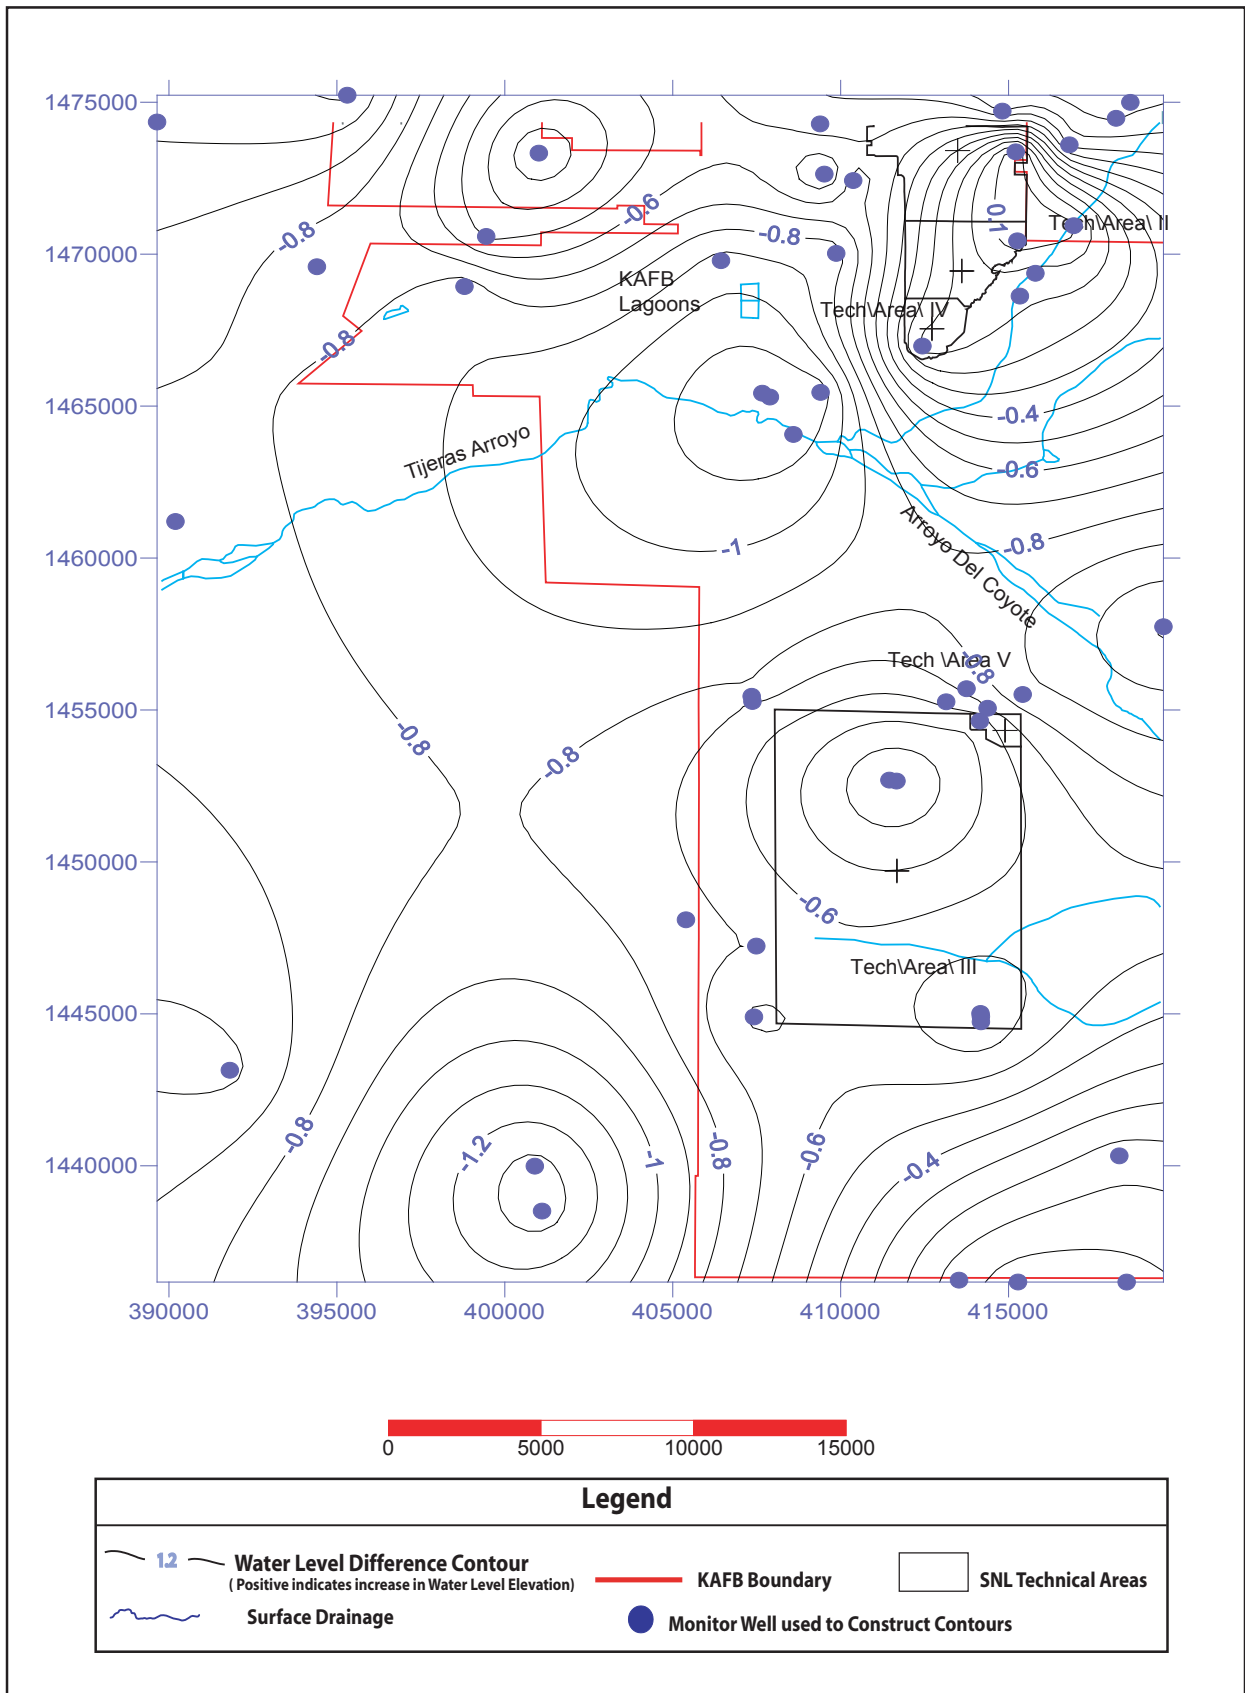 1475000
1470000
1465000
1460000
1455000
1450000
1445000
1440000
390000
395000
400000
405000
410000
415000
-0.6
-0.8
-0.8
0.1
Tech\Area\ II
KAFB
Lagoons
Tech\Area\ IV
-0.8
-0.4
Tijeras Arroyo
-0.6
Arroyo Del Coyote
-1
-0.8
Tech \Area V
-0.8
-0.8
-0.8
-0.6
Tech\Area\ III
-0.8
-1.2
-1
-0.8
-0.6
-0.4
0
5000
10000
15000
Legend
1.2
Water Level Difference Contour
( Positive indicates increase in Water Level Elevation)
KAFB Boundary
SNL Technical Areas
Surface Drainage
Monitor Well used to Construct Contours